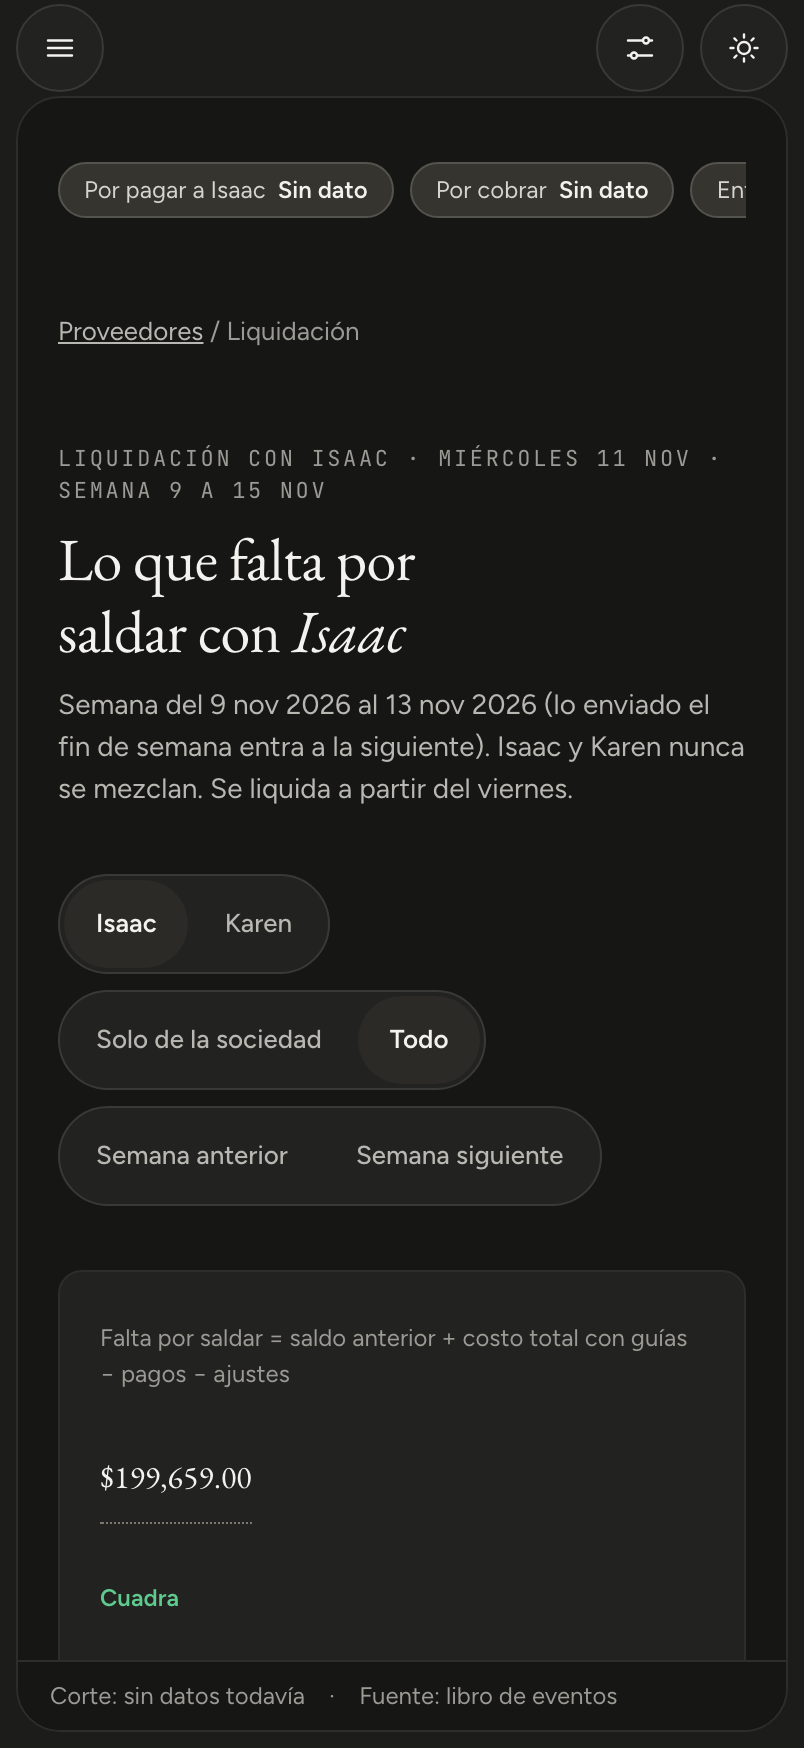 Por pagar a Isaac Sin dato
Por cobrar Sin dato
Proveedores / Liquidación
LIQUIDACIÓN CON ISAAC · MIÉRCOLES 11 NOV ·
SEMANA 9 A 15 NOV
Lo que falta por
saldar con Isaac
Semana del 9 nov 2026 al 13 nov 2026 (lo enviado el
fin de semana entra a la siguiente). Isaac y Karen nunca
se mezclan. Se liquida a partir del viernes.
Isaac Karen
Solo de la sociedad Todo
Semana anterior Semana siguiente
Falta por saldar = saldo anterior + costo total con guías
− pagos − ajustes
$199,659.00
Cuadra
Corte: sin datos todavía · Fuente: libro de eventos